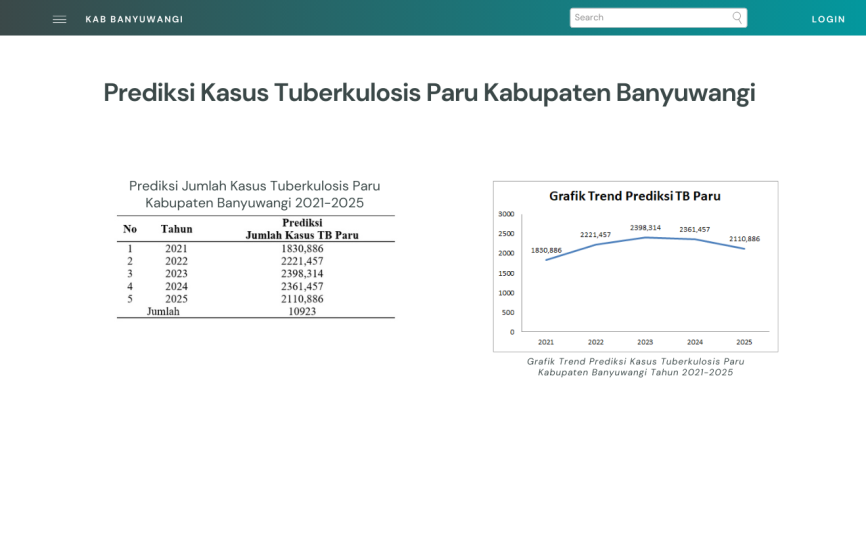 KAB BANYUWANGI
Search
LOGIN
Prediksi Kasus Tuberkulosis Paru Kabupaten Banyuwangi
Prediksi Jumlah Kasus Tuberkulosis Paru
Kabupaten Banyuwangi 2021-2025
No Tahun Prediksi
Jumlah Kasus TB Paru
1 2021 1830,886
2 2022 2221,457
3 2023 2398,314
4 2024 2361,457
5 2025 2110,886
Jumlah 10923
Grafik Trend Prediksi TB Paru
3000
2500
2000
1500
1000
500
0
1830,886
2221,457
2398,314
2361,457
2110,886
2021 2022 2023 2024 2025
Grafik Trend Prediksi Kasus Tuberkulosis Paru
Kabupaten Banyuwangi Tahun 2021-2025